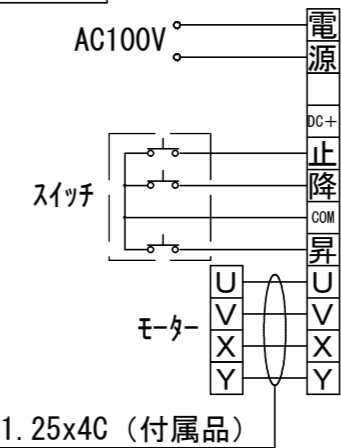 AC100V
電
源
DC+
止
降
COM
昇
スイッチ
U U
V V
X X
Y Y
モーター
1.25x4C (付属品)